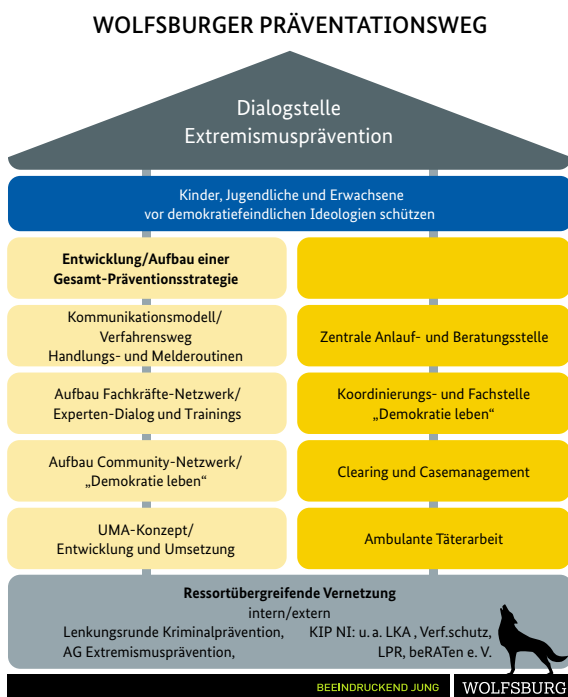 WOLFSBURGER PRÄVENTATIONSWEG
Dialogstelle
Extremismusprävention
Kinder, Jugendliche und Erwachsene
vor demokratiefeindlichen Ideologien schützen
Entwicklung/Aufbau einer
Gesamt-Präventionsstrategie
Kommunikationsmodell/
Verfahrensweg
Handlungs- und Melderoutinen
Zentrale Anlauf- und Beratungsstelle
Aufbau Fachkräfte-Netzwerk/
Experten-Dialog und Trainings
Koordinierungs- und Fachstelle
„Demokratie leben“
Aufbau Community-Netzwerk/
„Demokratie leben“
Clearing und Casemanagement
UMA-Konzept/
Entwicklung und Umsetzung
Ambulante Täterarbeit
Ressortübergreifende Vernetzung
intern/extern
Lenkungsrunde Kriminalprävention,
AG Extremismusprävention,
KIP NI: u. a. LKA , Verf.schutz,
LPR, beRATen e. V.
BEEINDRUCKEND JUNG
WOLFSBURG